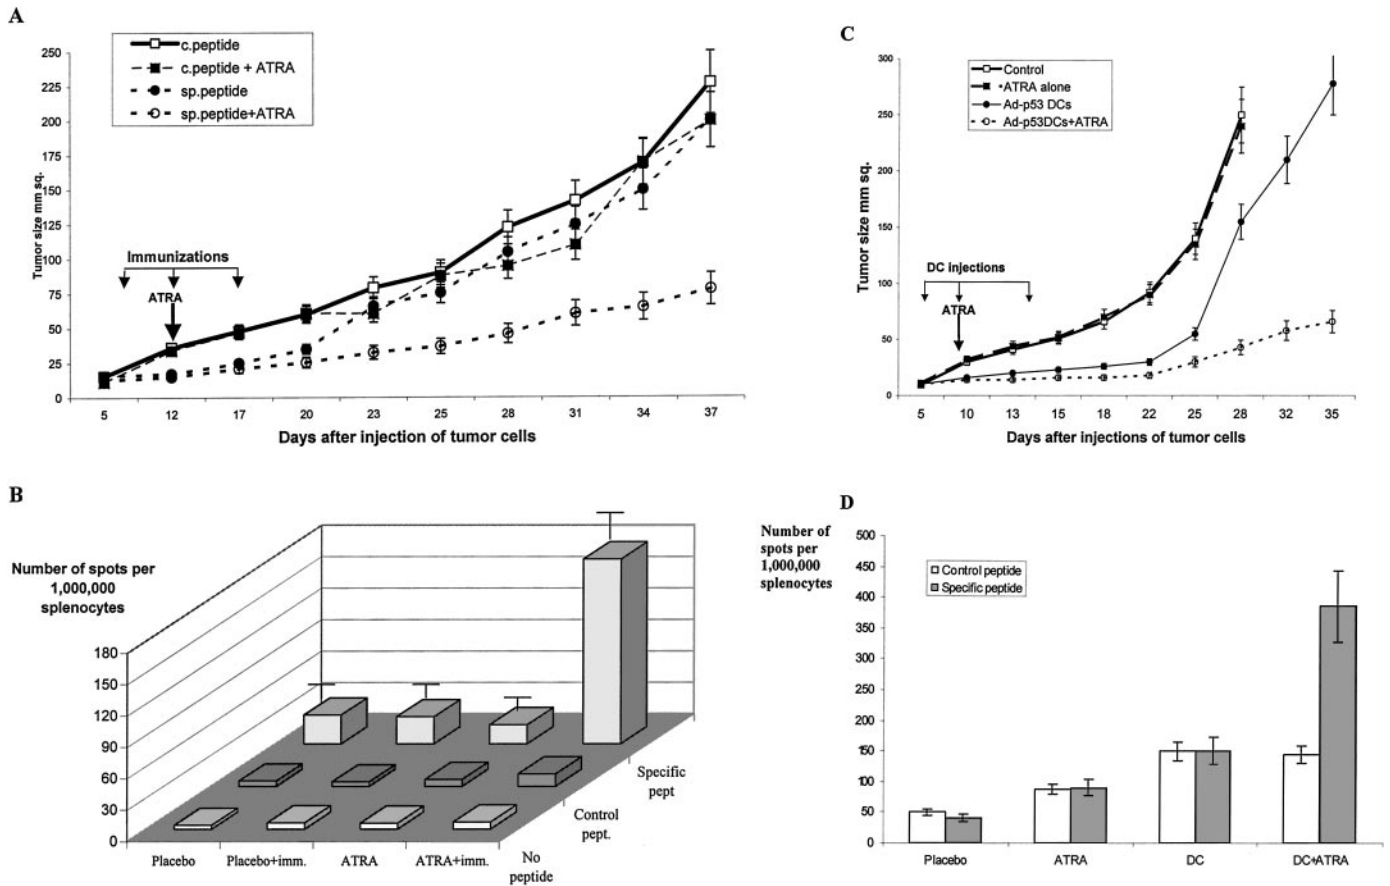 A
c.peptide
c.peptide + ATRA
sp.peptide
sp.peptide+ATRA
Tumor size mm sq.
250
225
200
175
150
125
100
75
50
25
0
Immunizations
ATRA
5 12 17 20 23 25 28 31 34 37
Days after injection of tumor cells
C
Control
ATRA alone
Ad-p53 DCs
Ad-p53DCs+ATRA
Tumor size mm sq.
300
250
200
150
100
50
0
DC injections
ATRA
5 10 13 15 18 22 25 28 32 35
Days after injections of tumor cells
B
Number of spots per
1,000,000
splenocytes
180
150
120
90
60
30
0
Placebo Placebo+imm. ATRA ATRA+imm.
No
peptide
Control
pept.
Specific
pept
D
Number of
spots per
1,000,000
splenocytes
500
450
400
350
300
250
200
150
100
50
0
Control peptide
Specific peptide
Placebo ATRA DC DC+ATRA